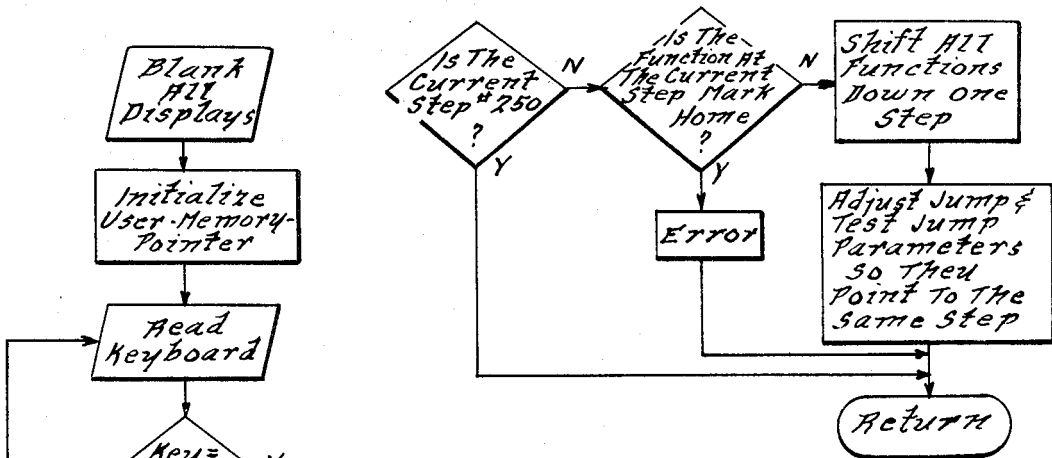 Blank
All
Displays
Initialize
User-Memory-
Pointer
Read
Keyboard
Key=
Y
Is The
Current
Step #250
?
N
Y
Is The
Function At
The Current
Step Mark
Home
?
N
Y
Error
Shift All
Functions
Down One
Step
Adjust Jump &
Test Jump
Parameters
So They
Point To The
Same Step
Return